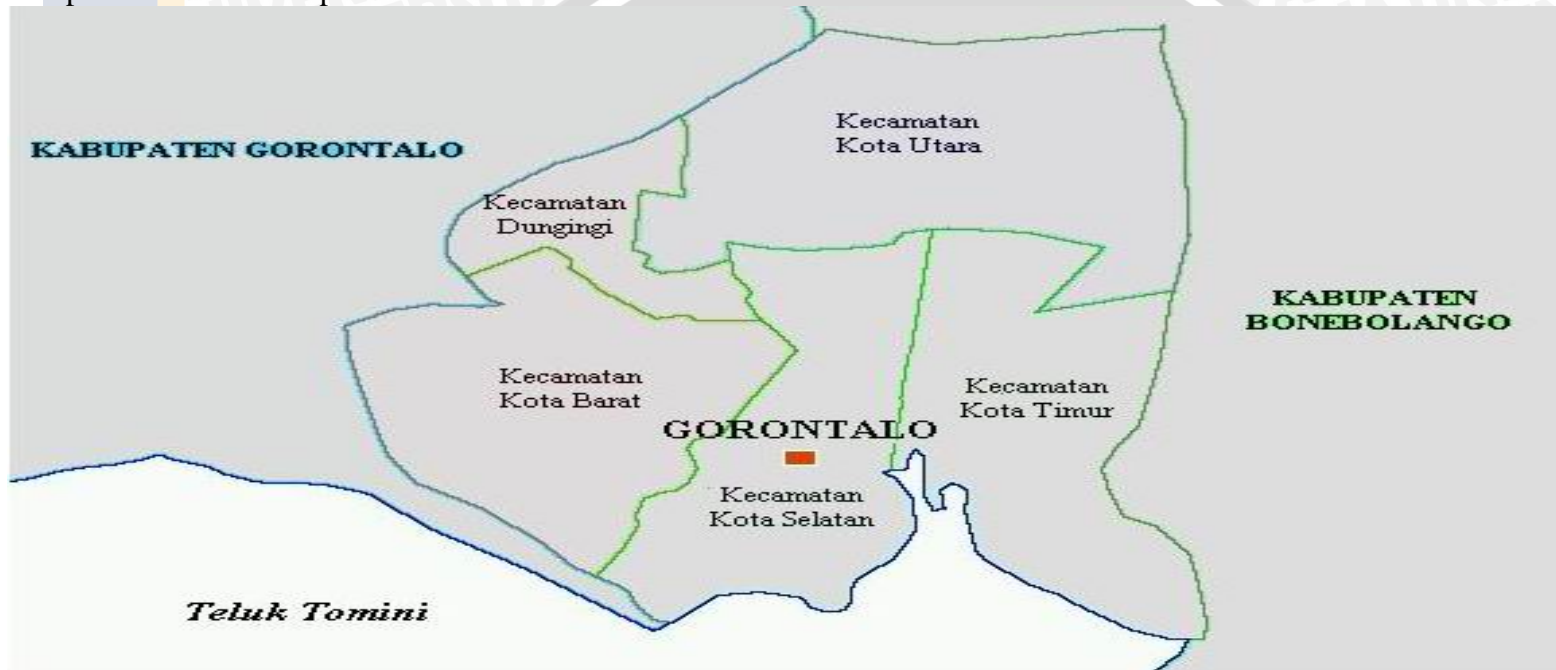 Kecamatan
Kota Utara
KABUPATEN GORONTALO
Kecamatan
Dungingi
KABUPATEN
BONEBOLANGO
Kecamatan
Kota Barat
Kecamatan
Kota Timur
GORONTALO
Kecamatan
Kota Selatan
Teluk Tomini